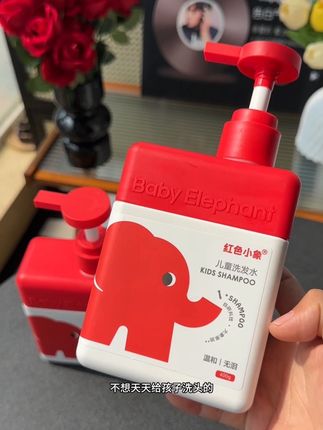 Baby Elephant
红色小象®
儿童洗发水
KIDS SHAMPOO
SHAMPOO
温和 | 无泪
400g
不想天天给孩子洗头的